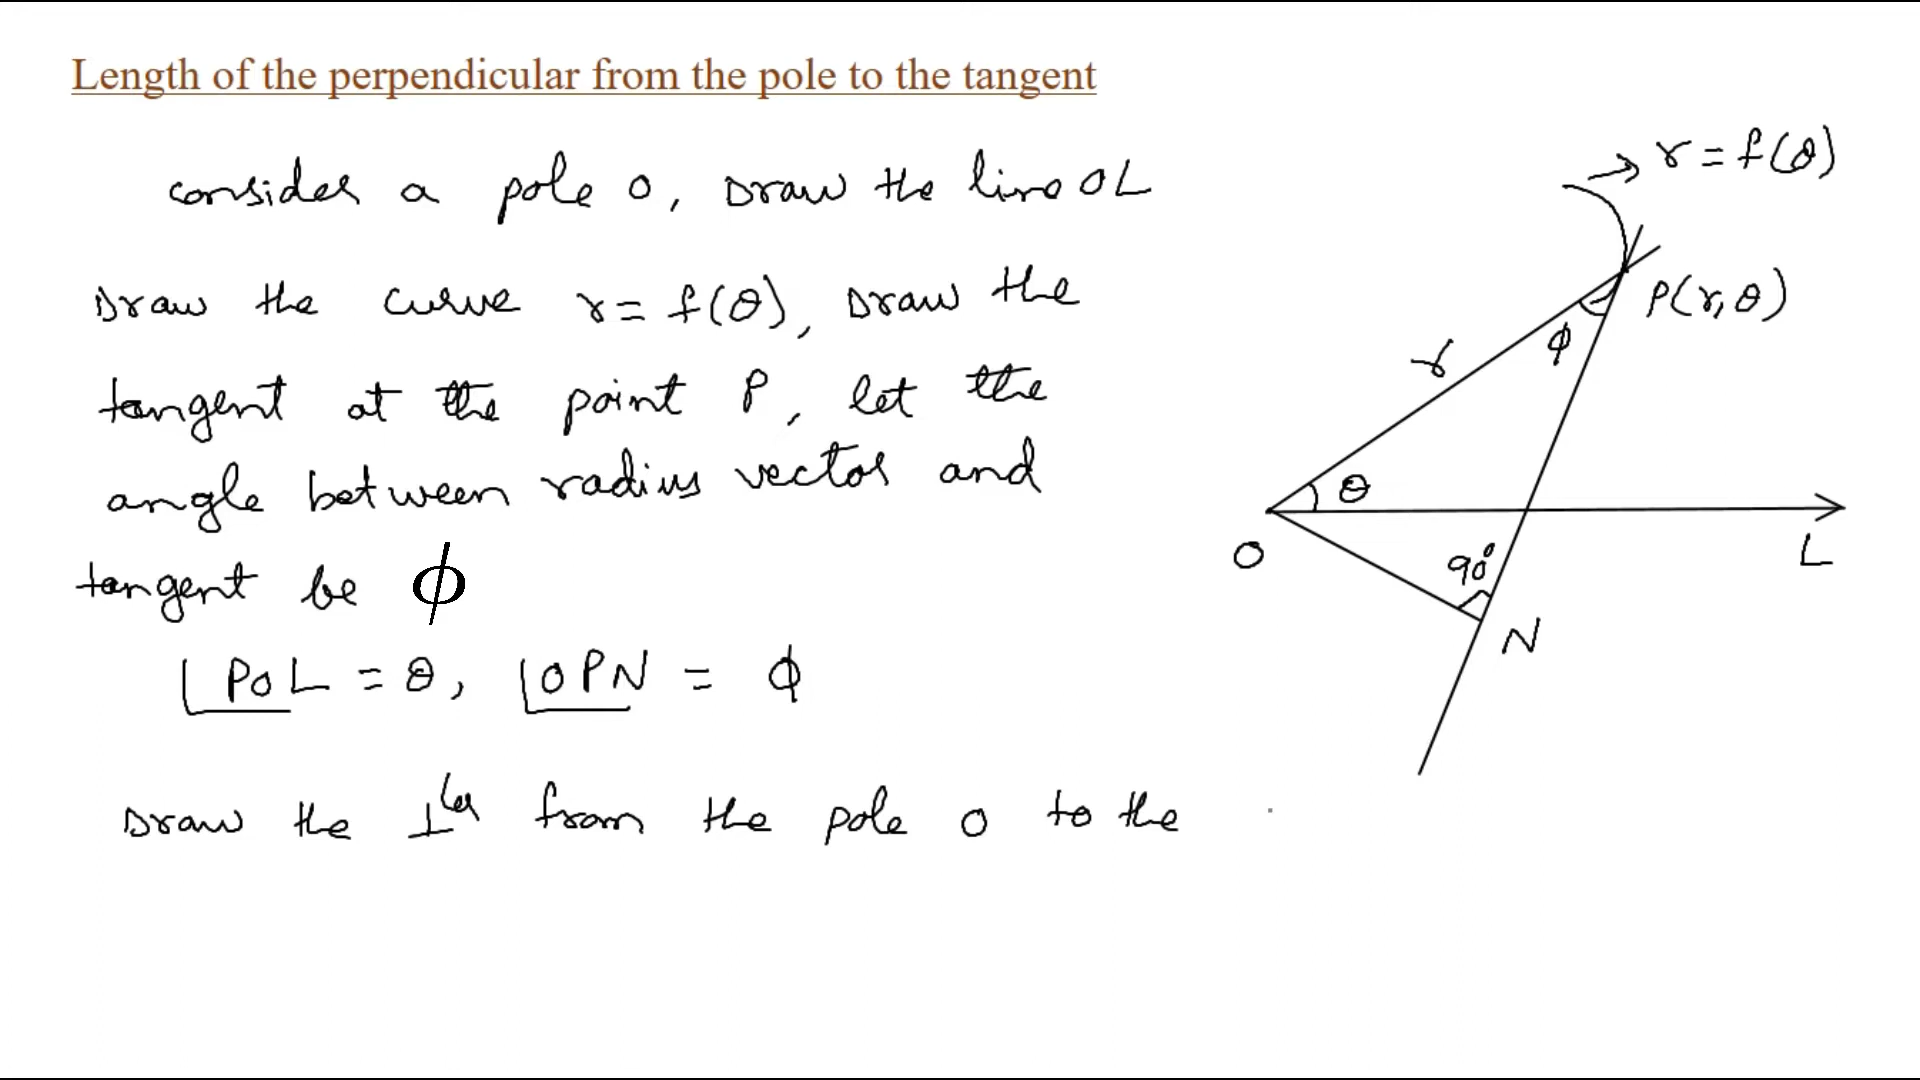 Length of the perpendicular from the pole to the tangent
consider a pole O, Draw the line OL
Draw the curve r = f(θ), Draw the
tangent at the point P, let the
angle between radius vector and
tangent be ϕ
∠POL = θ, ∠OPN = ϕ
Draw the ⊥lar from the pole O to the
→ r = f(θ)
P(r, θ)
ϕ
r
θ
O
90°
L
N